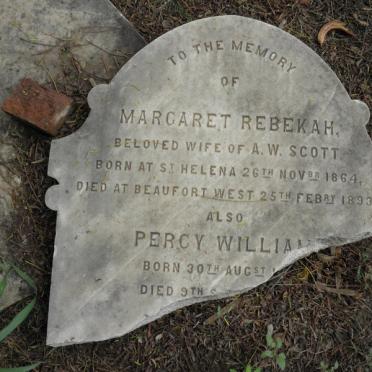 TO THE MEMORY
OF
MARGARET REBEKAH,
BELOVED WIFE OF A.W. SCOTT
BORN AT ST HELENA 26TH NOVBR 1864,
DIED AT BEAUFORT WEST 25TH FEBRY 1893
ALSO
PERCY WILLIAM
BORN 30TH AUGST
DIED 9TH